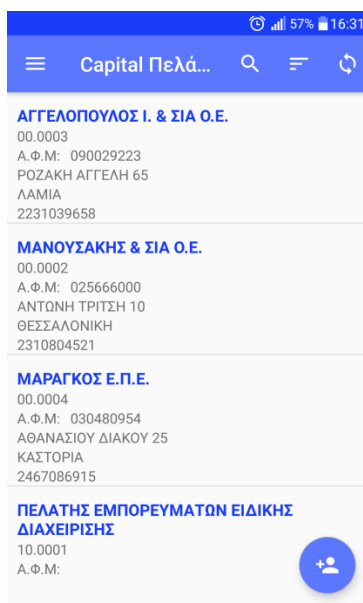 57% 16:31
Capital Πελά...
ΑΓΓΕΛΟΠΟΥΛΟΣ Ι. & ΣΙΑ Ο.Ε.
00.0003
Α.Φ.Μ: 090029223
ΡΟΖΑΚΗ ΑΓΓΕΛΗ 65
ΛΑΜΙΑ
2231039658
ΜΑΝΟΥΣΑΚΗΣ & ΣΙΑ Ο.Ε.
00.0002
Α.Φ.Μ: 025666000
ΑΝΤΩΝΗ ΤΡΙΤΣΗ 10
ΘΕΣΣΑΛΟΝΙΚΗ
2310804521
ΜΑΡΑΓΚΟΣ Ε.Π.Ε.
00.0004
Α.Φ.Μ: 030480954
ΑΘΑΝΑΣΙΟΥ ΔΙΑΚΟΥ 25
ΚΑΣΤΟΡΙΑ
2467086915
ΠΕΛΑΤΗΣ ΕΜΠΟΡΕΥΜΑΤΩΝ ΕΙΔΙΚΗΣ
ΔΙΑΧΕΙΡΙΣΗΣ
10.0001
Α.Φ.Μ: